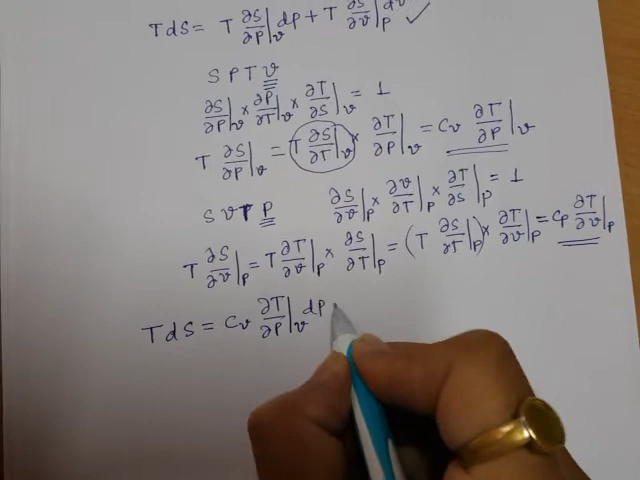 TdS = T ∂S/∂P|v dp + T ∂S/∂v|p dv ✓
S P T v
∂S/∂P|v × ∂P/∂T|v × ∂T/∂S|v = 1
T ∂S/∂P|v = T ∂S/∂T|v × ∂T/∂P|v = Cv ∂T/∂P|v
S v T P ∂S/∂v|p × ∂v/∂T|p × ∂T/∂S|p = 1
T ∂S/∂v|p = T ∂T/∂v|p × ∂S/∂T|p = (T ∂S/∂T|p) × ∂T/∂v|p = Cp ∂T/∂v|p
TdS = Cv ∂T/∂P|v dp